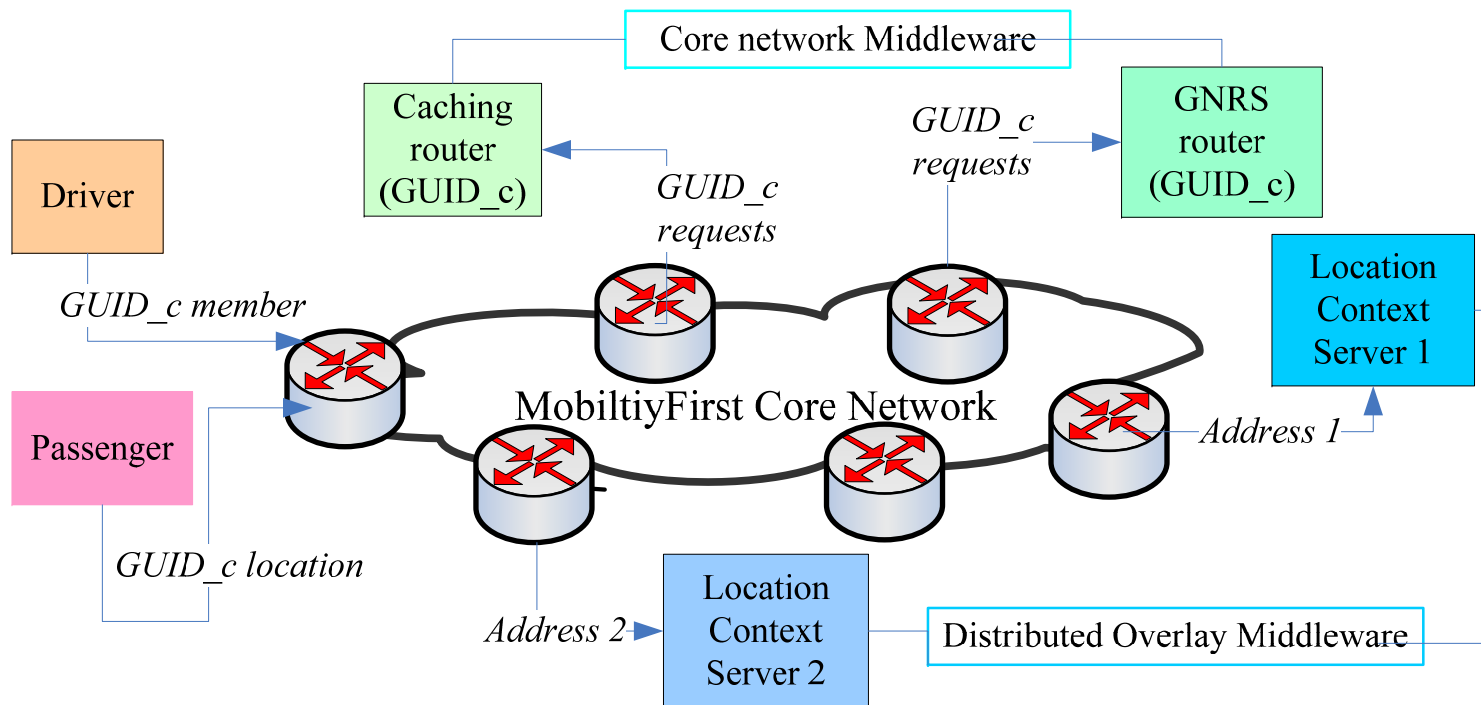 Core network Middleware
Caching
router
(GUID_c)
GNRS
router
(GUID_c)
GUID_c
requests
GUID_c
requests
Driver
GUID_c member
Location
Context
Server 1
MobiltiyFirst Core Network
Passenger
Address 1
GUID_c location
Address 2
Location
Context
Server 2
Distributed Overlay Middleware